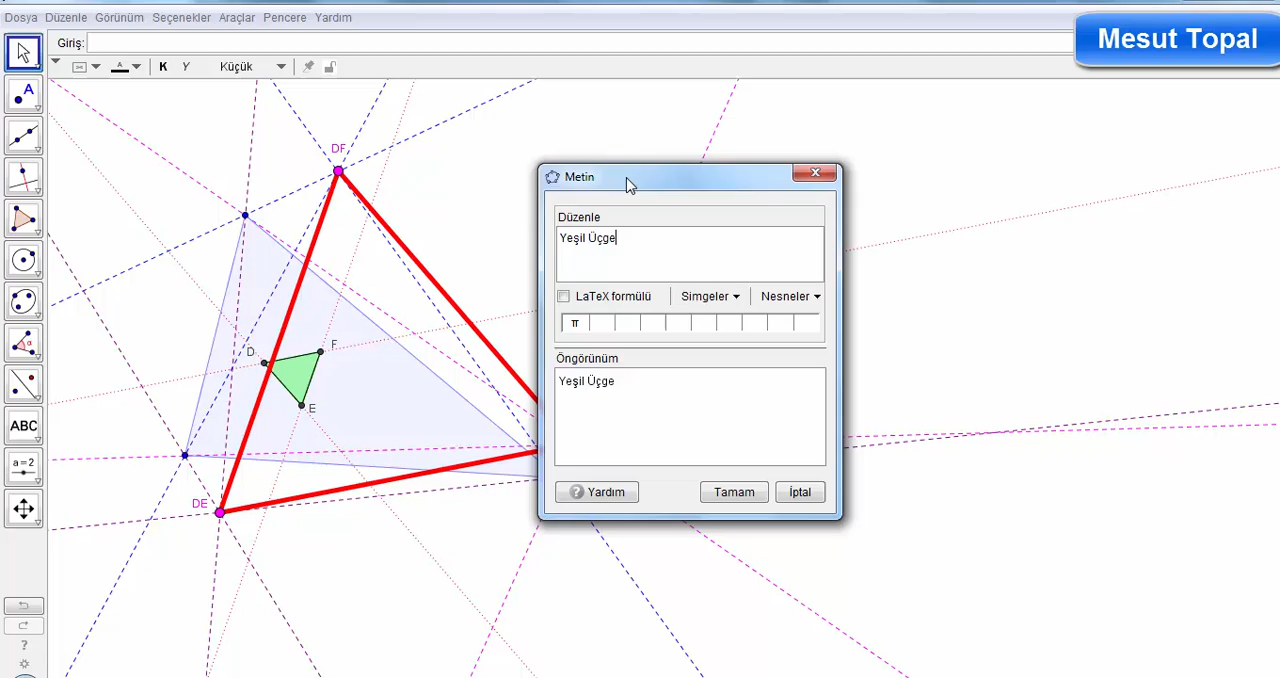 Dosya Düzenle Görünüm Seçenekler Araçlar Pencere Yardım
Mesut Topal
Giriş:
A K Y Küçük
A
DF
Metin
Düzenle
Yeşil Üçge
LaTeX formülü Simgeler Nesneler
π
D F
Öngörünüm
Yeşil Üçge
α
E
ABC
a=2
DE
Yardım Tamam İptal
?